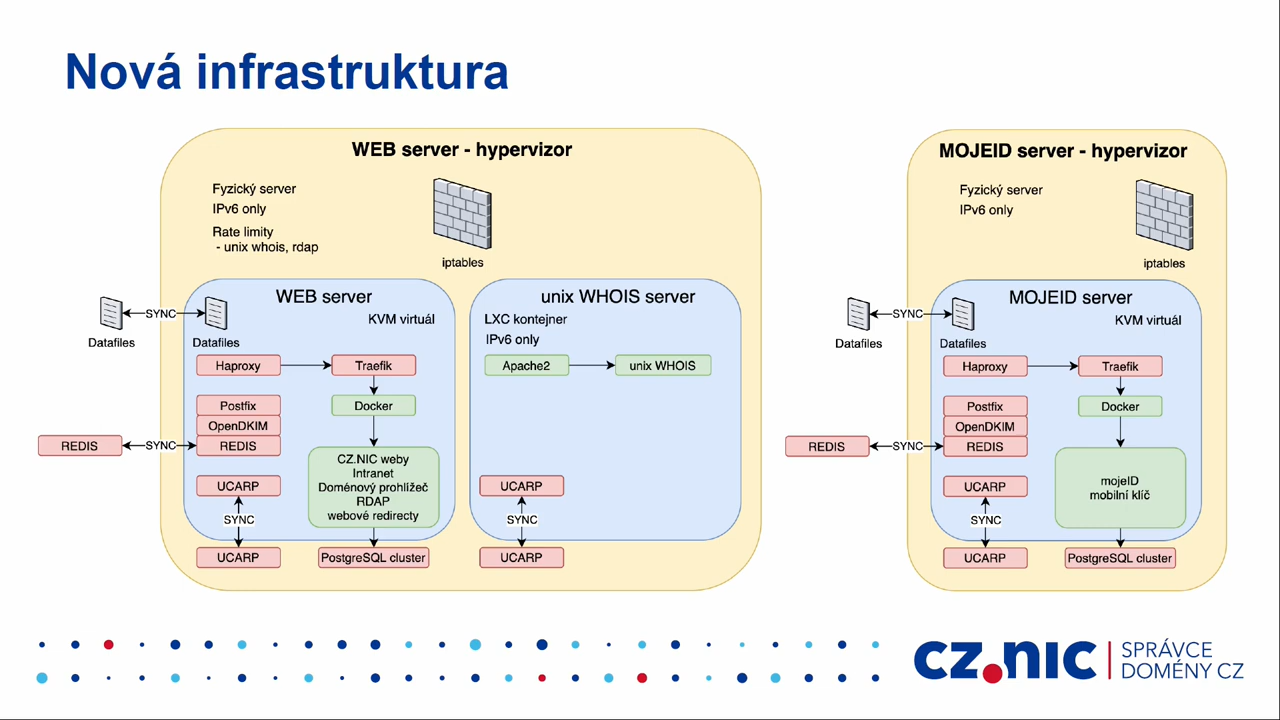 Nová infrastruktura
WEB server - hypervizor
Fyzický server
IPv6 only
Rate limity
- unix whois, rdap
iptables
WEB server
KVM virtuál
SYNC
Datafiles
Datafiles
Haproxy
Traefik
Postfix
Docker
OpenDKIM
REDIS
SYNC
REDIS
CZ.NIC weby
Intranet
Doménový prohlížeč
RDAP
webové redirecty
UCARP
SYNC
UCARP
PostgreSQL cluster
unix WHOIS server
LXC kontejner
IPv6 only
Apache2
unix WHOIS
UCARP
SYNC
UCARP
MOJEID server - hypervizor
Fyzický server
IPv6 only
iptables
MOJEID server
KVM virtuál
SYNC
Datafiles
Datafiles
Haproxy
Traefik
Postfix
Docker
OpenDKIM
REDIS
SYNC
REDIS
mojeID
mobilní klíč
UCARP
SYNC
UCARP
PostgreSQL cluster
CZ.NIC
SPRÁVCE
DOMÉNY CZ